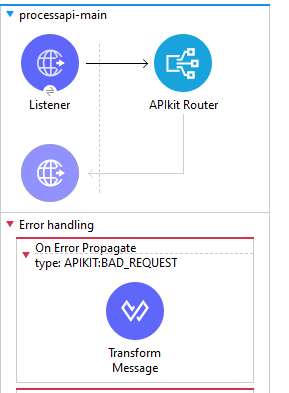 processapi-main
Listener
APIkit Router
Error handling
On Error Propagate
type: APIKIT:BAD_REQUEST
Transform
Message